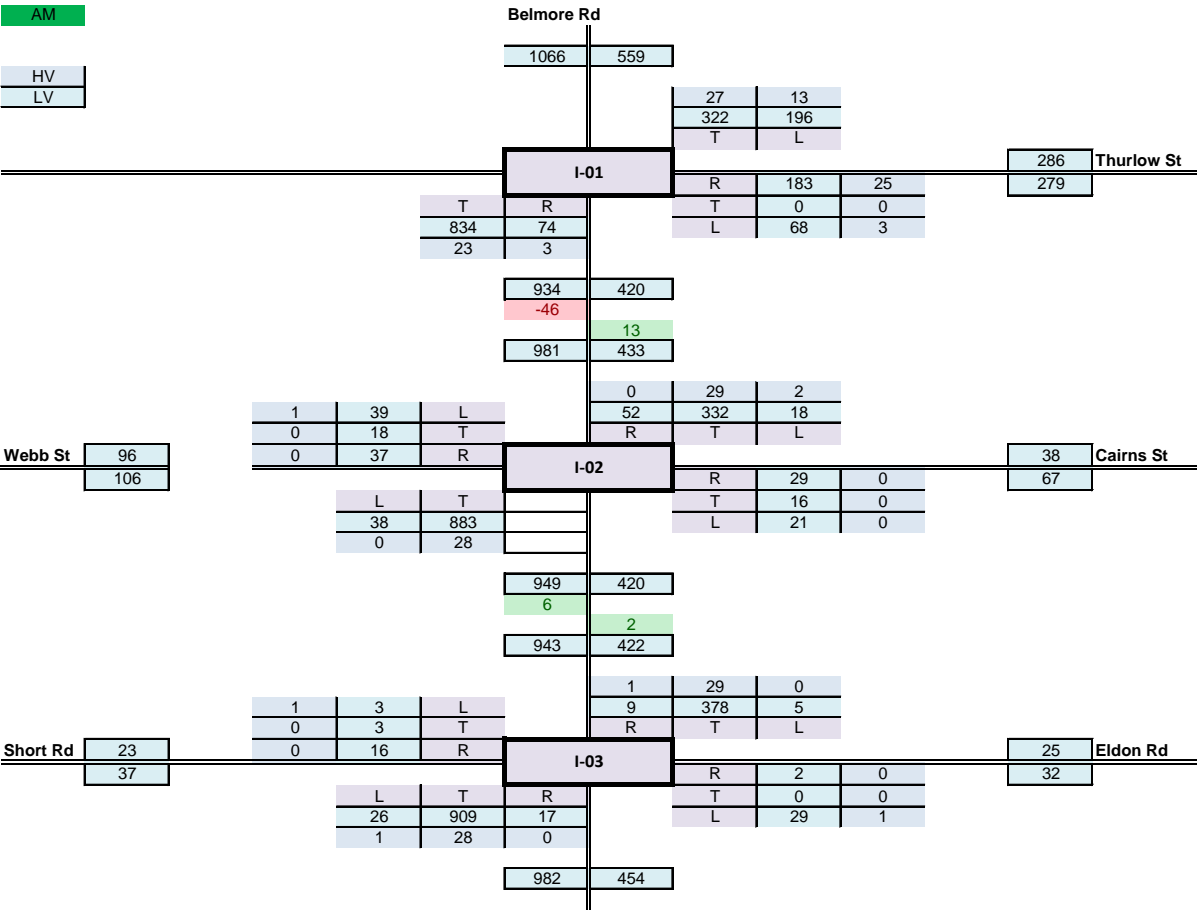 AM
Belmore Rd
1066 559
HV
LV
27 13
322 196
T L
I-01
286 Thurlow St
279
R 183 25
T 0 0
L 68 3
T R
834 74
23 3
934 420
-46
13
981 433
0 29 2
52 332 18
R T L
1 39 L
0 18 T
0 37 R
Webb St 96
106
I-02
38 Cairns St
67
R 29 0
T 16 0
L 21 0
L T
38 883
0 28
949 420
6
2
943 422
1 29 0
9 378 5
R T L
1 3 L
0 3 T
0 16 R
Short Rd 23
37
I-03
25 Eldon Rd
32
R 2 0
T 0 0
L 29 1
L T R
26 909 17
1 28 0
982 454